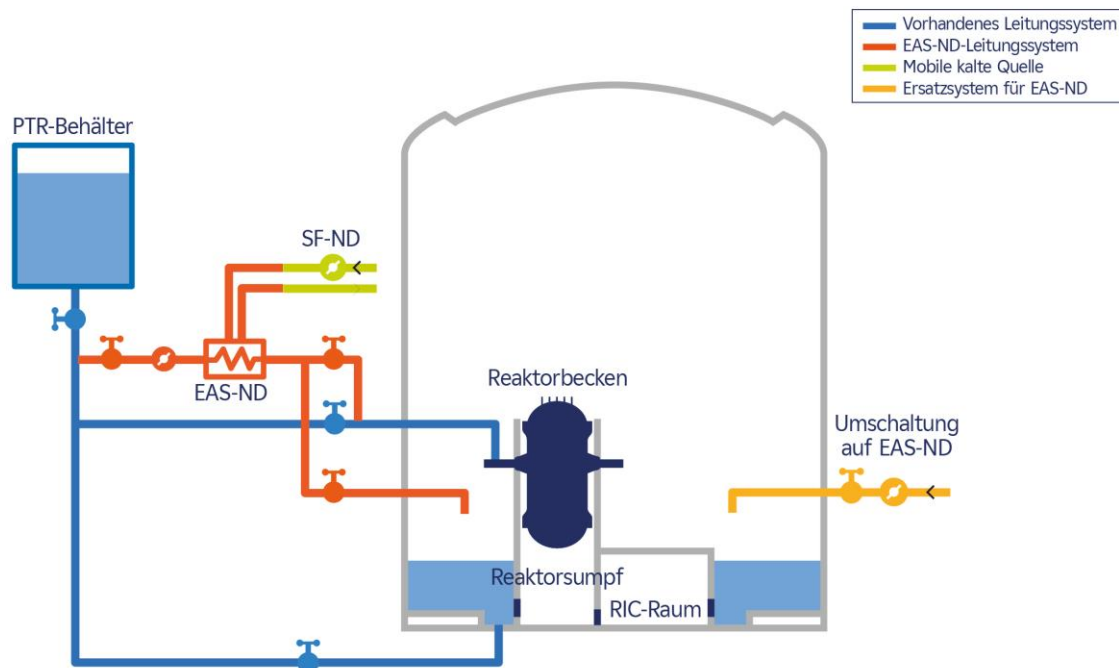 Vorhandenes Leitungssystem
EAS-ND-Leitungssystem
Mobile kalte Quelle
Ersatzsystem für EAS-ND
PTR-Behälter
SF-ND
EAS-ND
Reaktorbecken
Umschaltung
auf EAS-ND
Reaktorsumpf
RIC-Raum